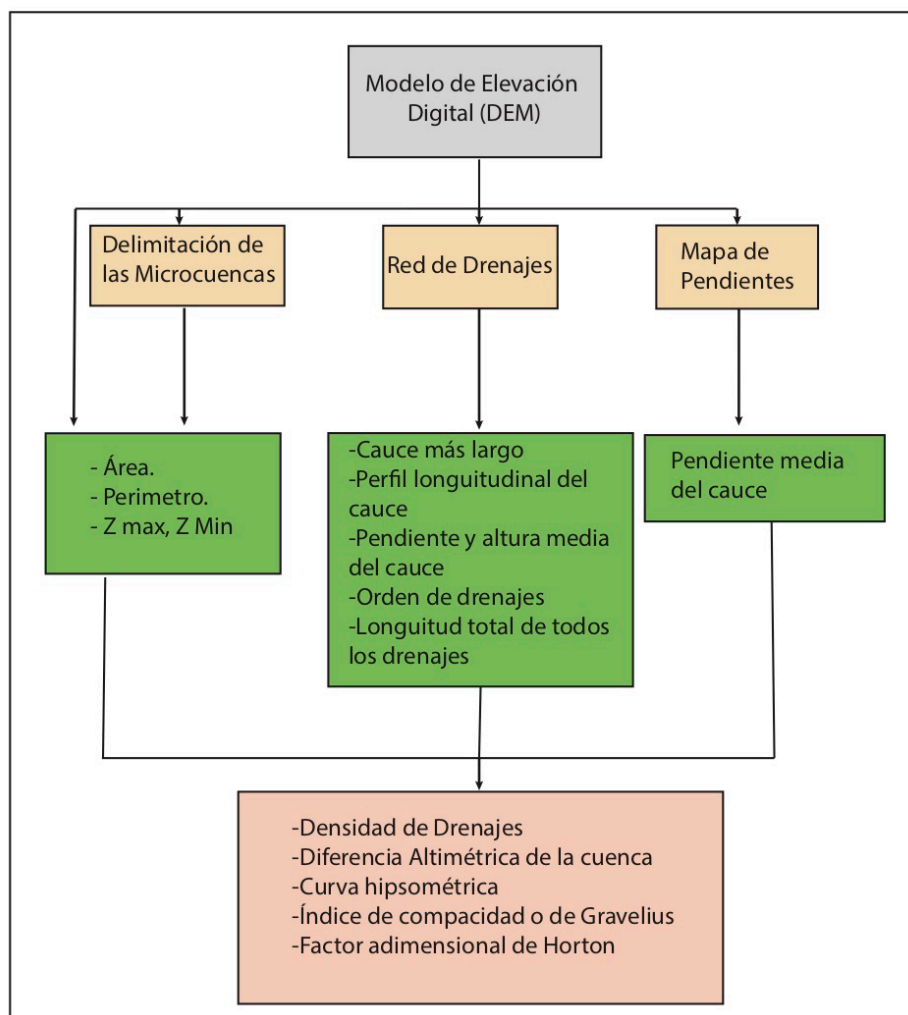 Modelo de Elevación
Digital (DEM)
Delimitación de
las Microcuencas
Red de Drenajes
Mapa de
Pendientes
- Área.
- Perimetro.
- Z max, Z Min
-Cauce más largo
-Perfil longuitudinal del
cauce
-Pendiente y altura media
del cauce
-Orden de drenajes
-Longuitud total de todos
los drenajes
Pendiente media
del cauce
-Densidad de Drenajes
-Diferencia Altimétrica de la cuenca
-Curva hipsométrica
-Índice de compacidad o de Gravelius
-Factor adimensional de Horton